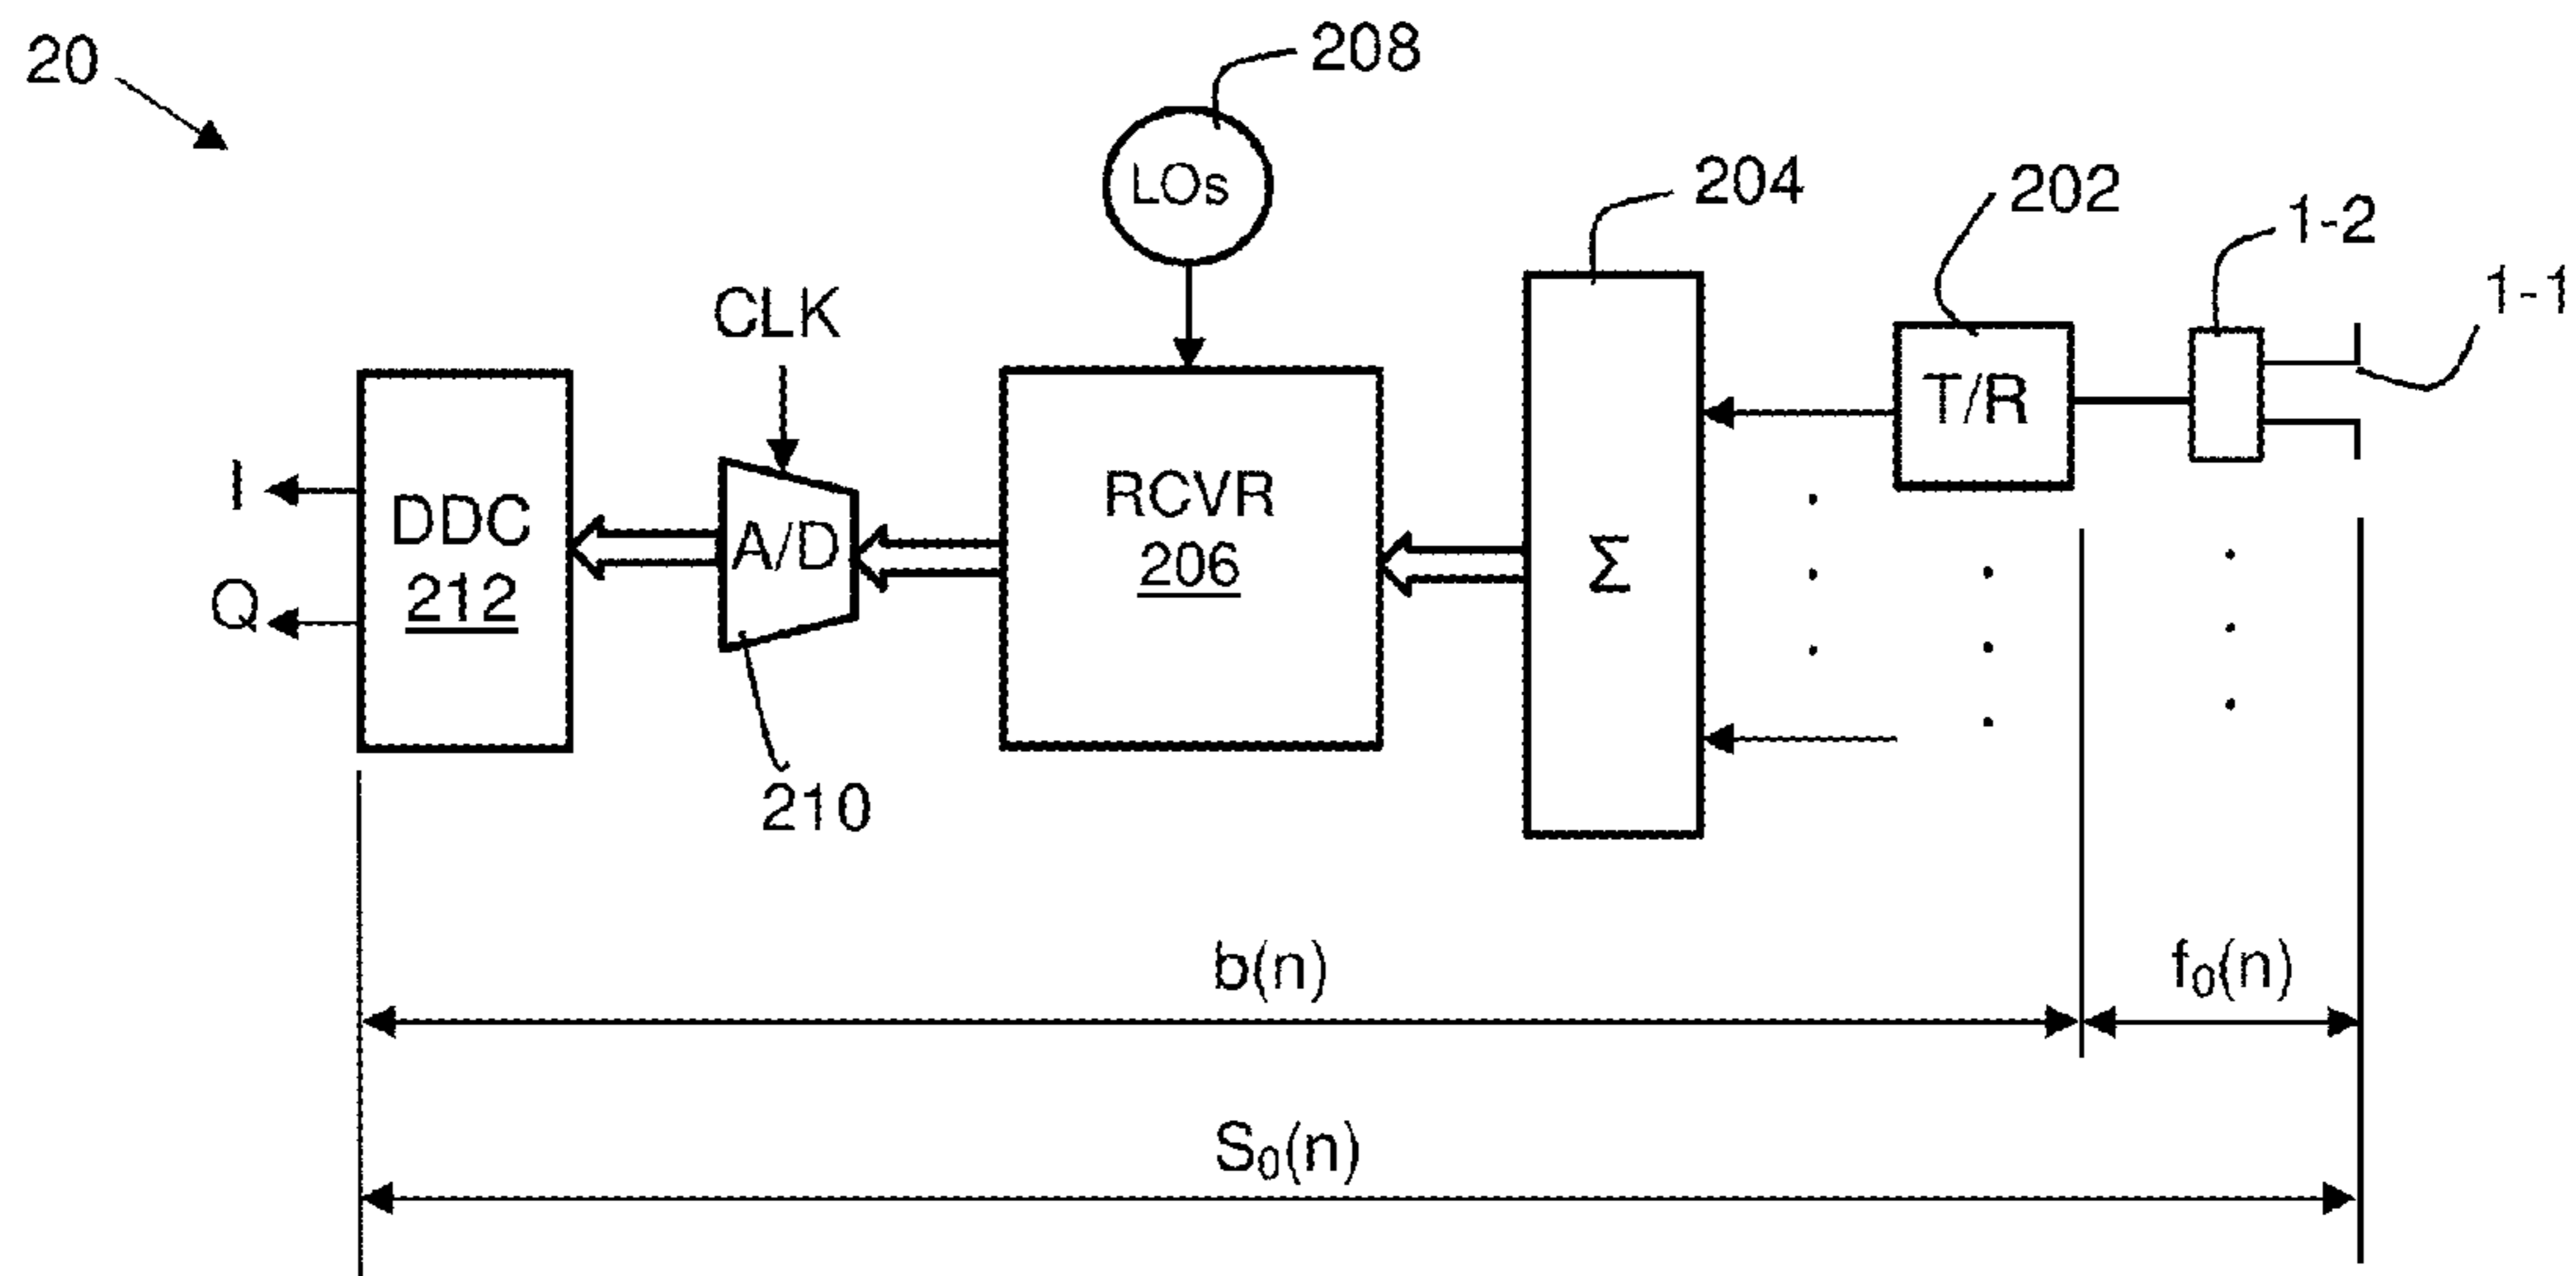 20
208
LOs
204
202
1-2
1-1
CLK
T/R
I
Q
DDC
212
A/D
RCVR
206
Σ
210
b(n)
f₀(n)
S₀(n)